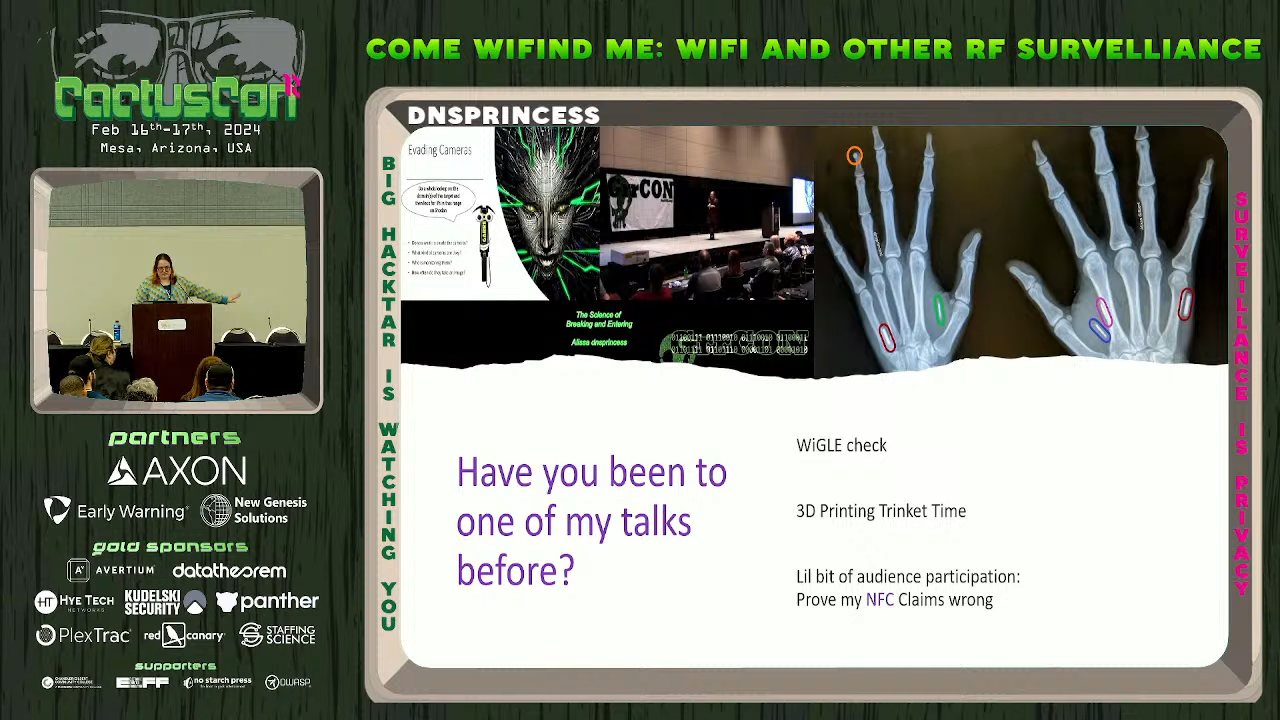 CactusCon
Feb 16th-17th, 2024
Mesa, Arizona, USA
COME WIFIND ME: WIFI AND OTHER RF SURVELLIANCE
DNSPRINCESS
BIG HACKTAR IS WATCHING YOU
Evading Cameras
The Science of
Breaking and Entering
Alissa dnsprincess
Have you been to
one of my talks
before?
WiGLE check
3D Printing Trinket Time
Lil bit of audience participation:
Prove my NFC Claims wrong
SURVEILLANCE IS PRIVACY
partners
AXON
Early Warning
New Genesis
Solutions
gold sponsors
AVERTIUM
datatheorem
HT
HYE TECH
NETWORKS
KUDELSKI
SECURITY
panther
PlexTrac
red canary
STAFFING
SCIENCE
supporters
EFF
no starch press
OWASP